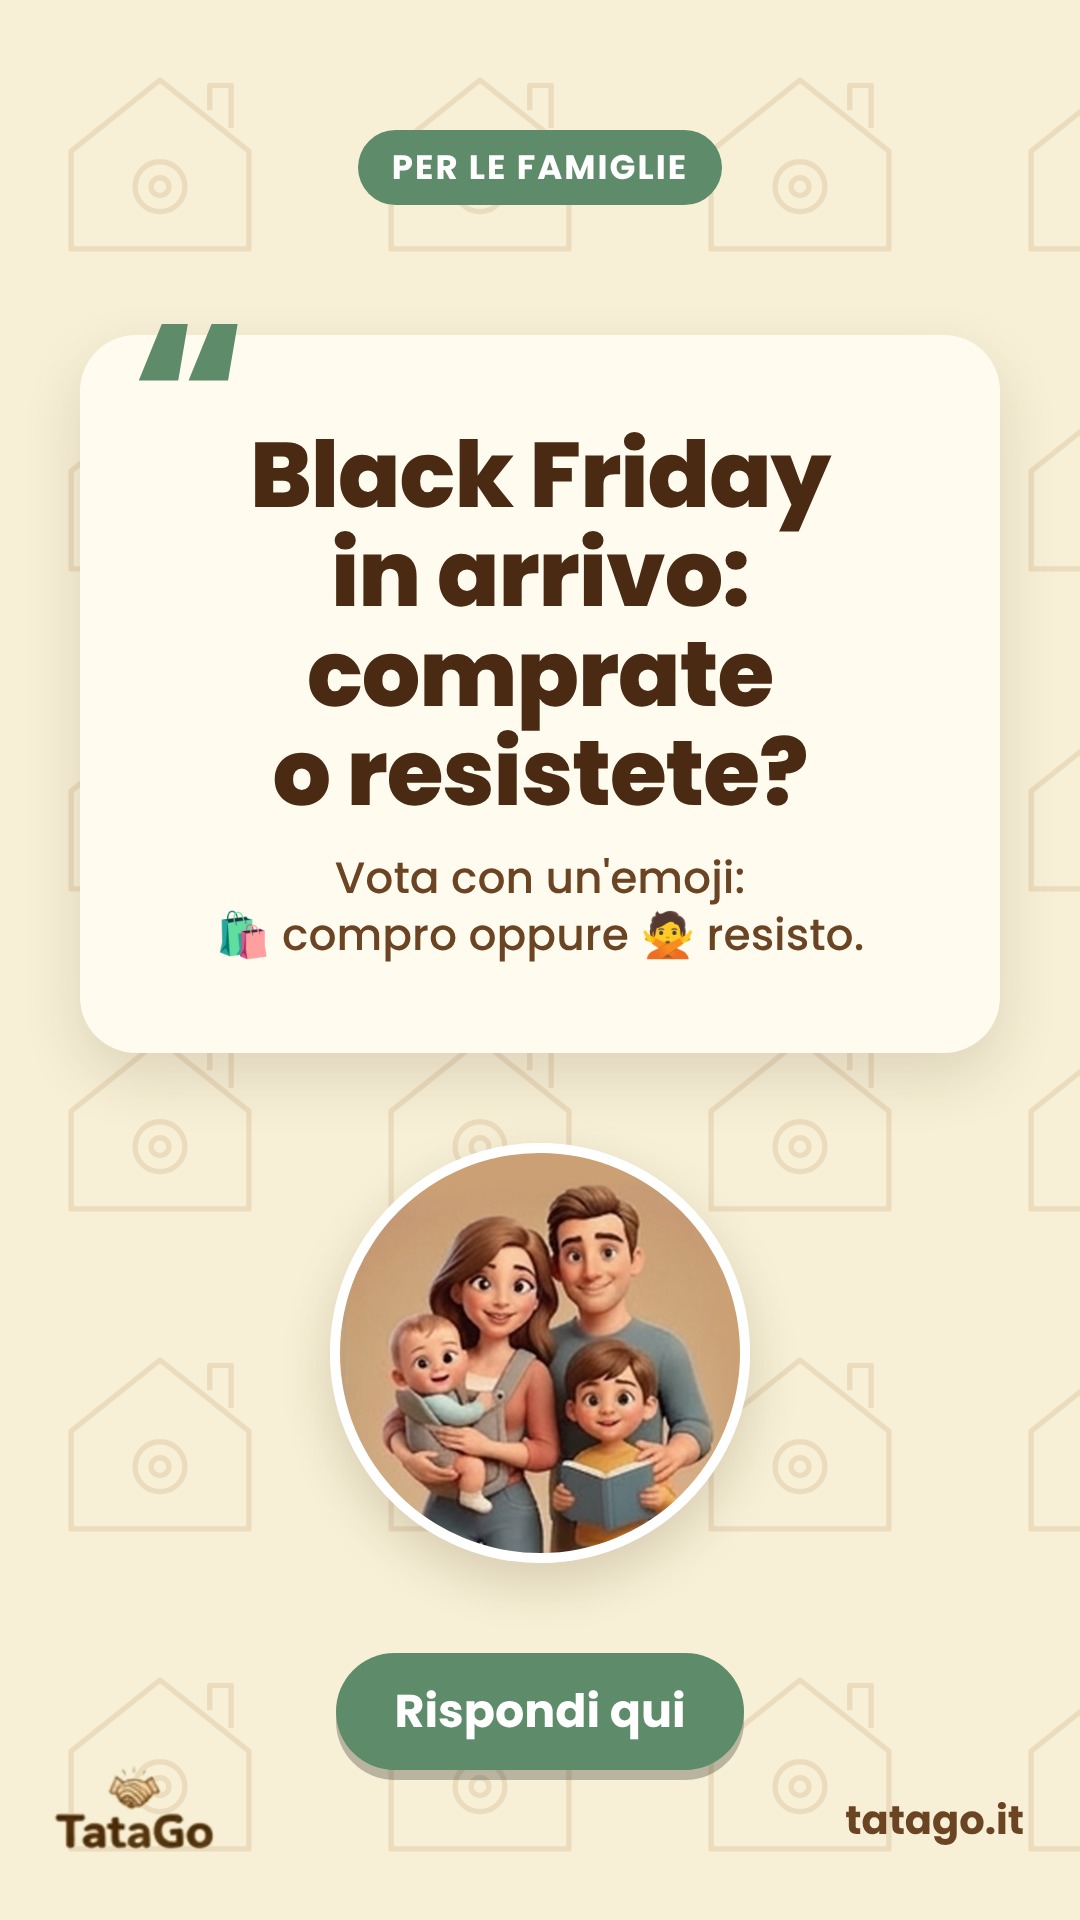 PER LE FAMIGLIE
"
Black Friday
in arrivo:
comprate
o resistete?
Vota con un'emoji:
🛍️ compro oppure 🙅 resisto.
Rispondi qui
TataGo
tatago.it